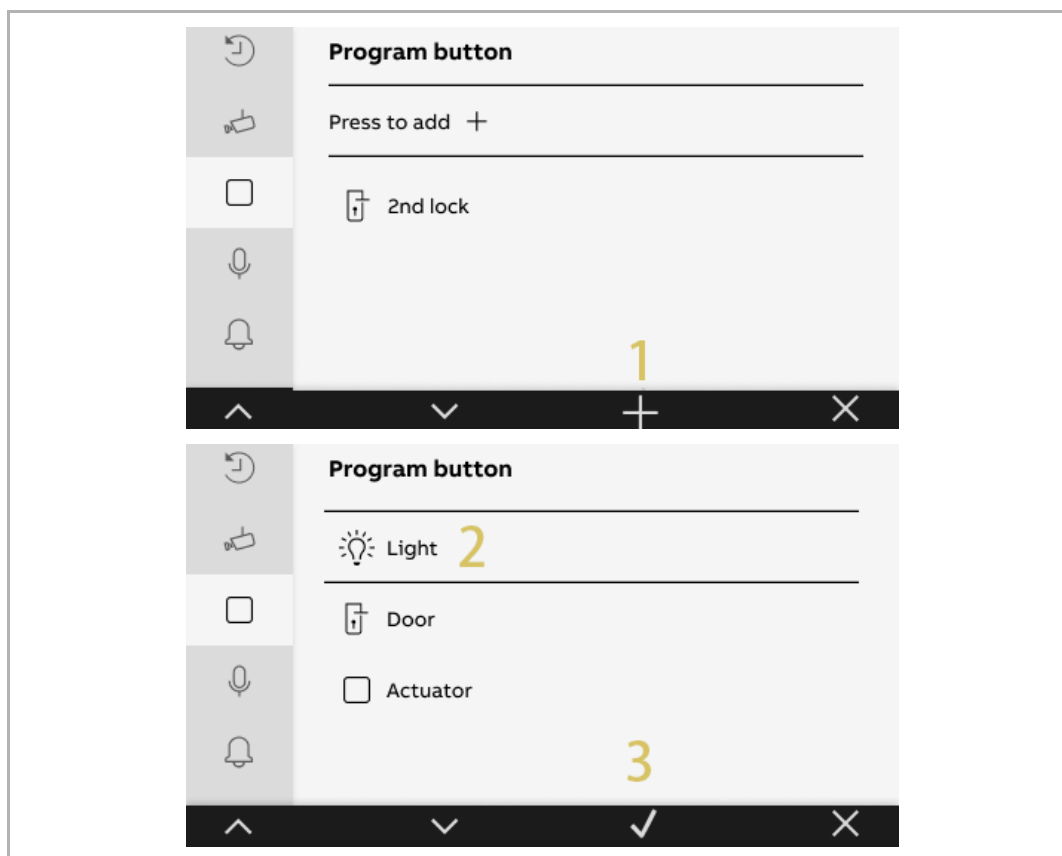 Program button
Press to add +
2nd lock
1
Program button
Light 2
Door
Actuator
3